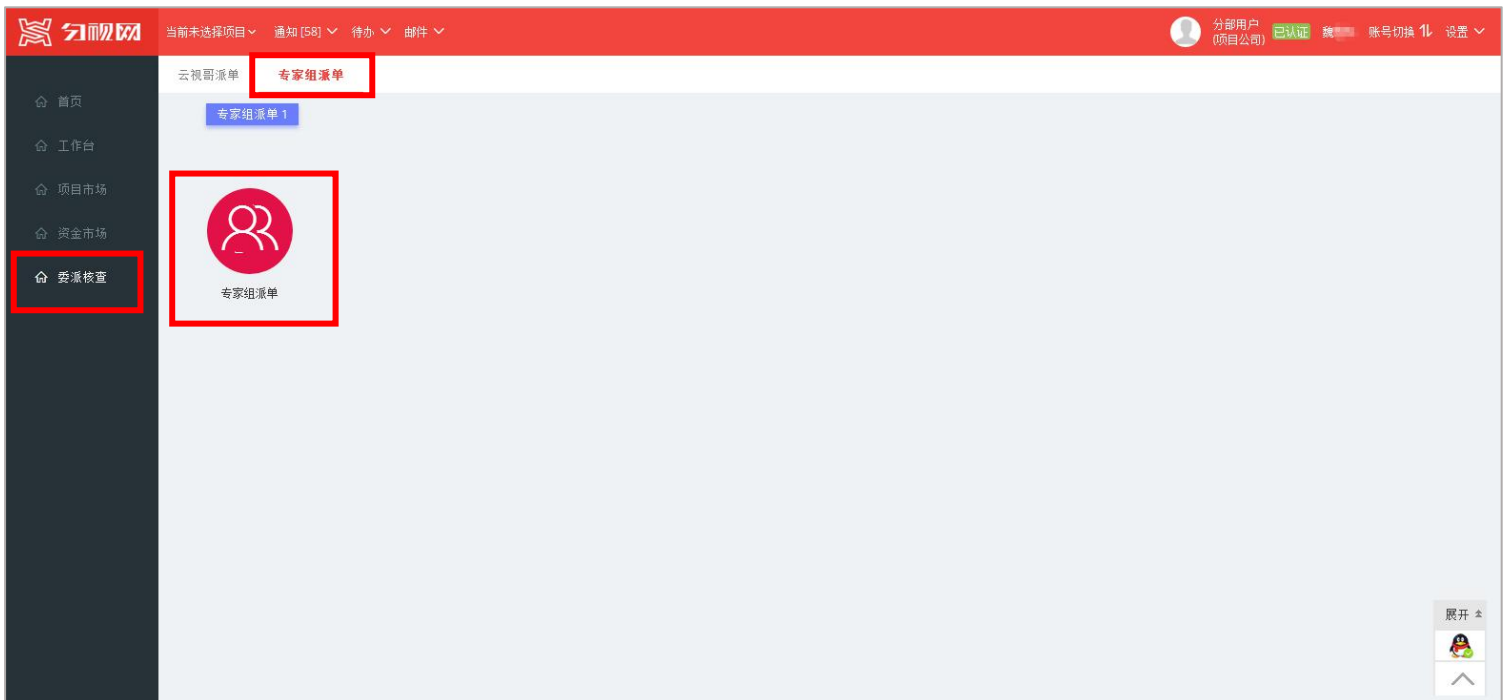 匀视网
当前未选择项目 通知 [58] 待办 邮件
分部用户
(项目公司)
已认证 魏 账号切换 设置
云视哥派单 专家组派单
首页
工作台
项目市场
资金市场
委派核查
专家组派单 1
专家组派单
展开